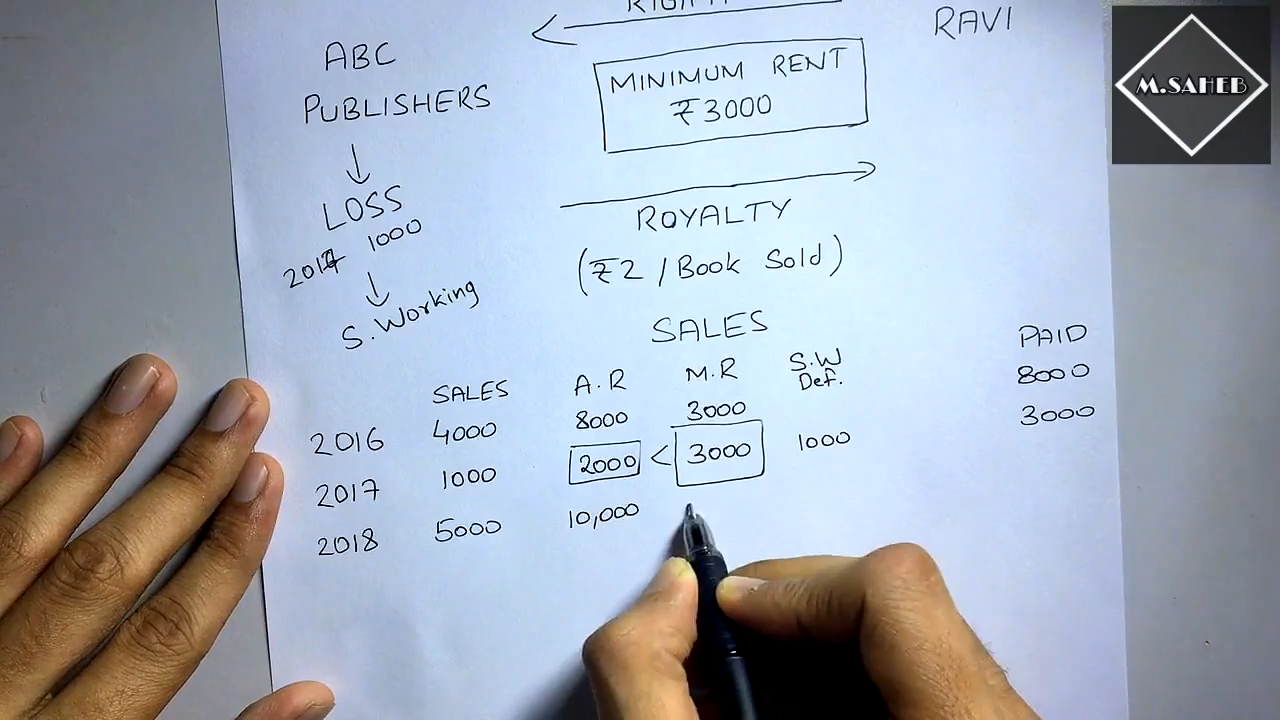 RAVI
M.SAHEB
ABC
PUBLISHERS
MINIMUM RENT
₹3000
LOSS
2017 1000
S. Working
ROYALTY
(₹2 / Book Sold)
SALES
SALES A.R M.R S.W Def. PAID
2016 4000 8000 3000 8000
2017 1000 2000 < 3000 1000 3000
2018 5000 10,000